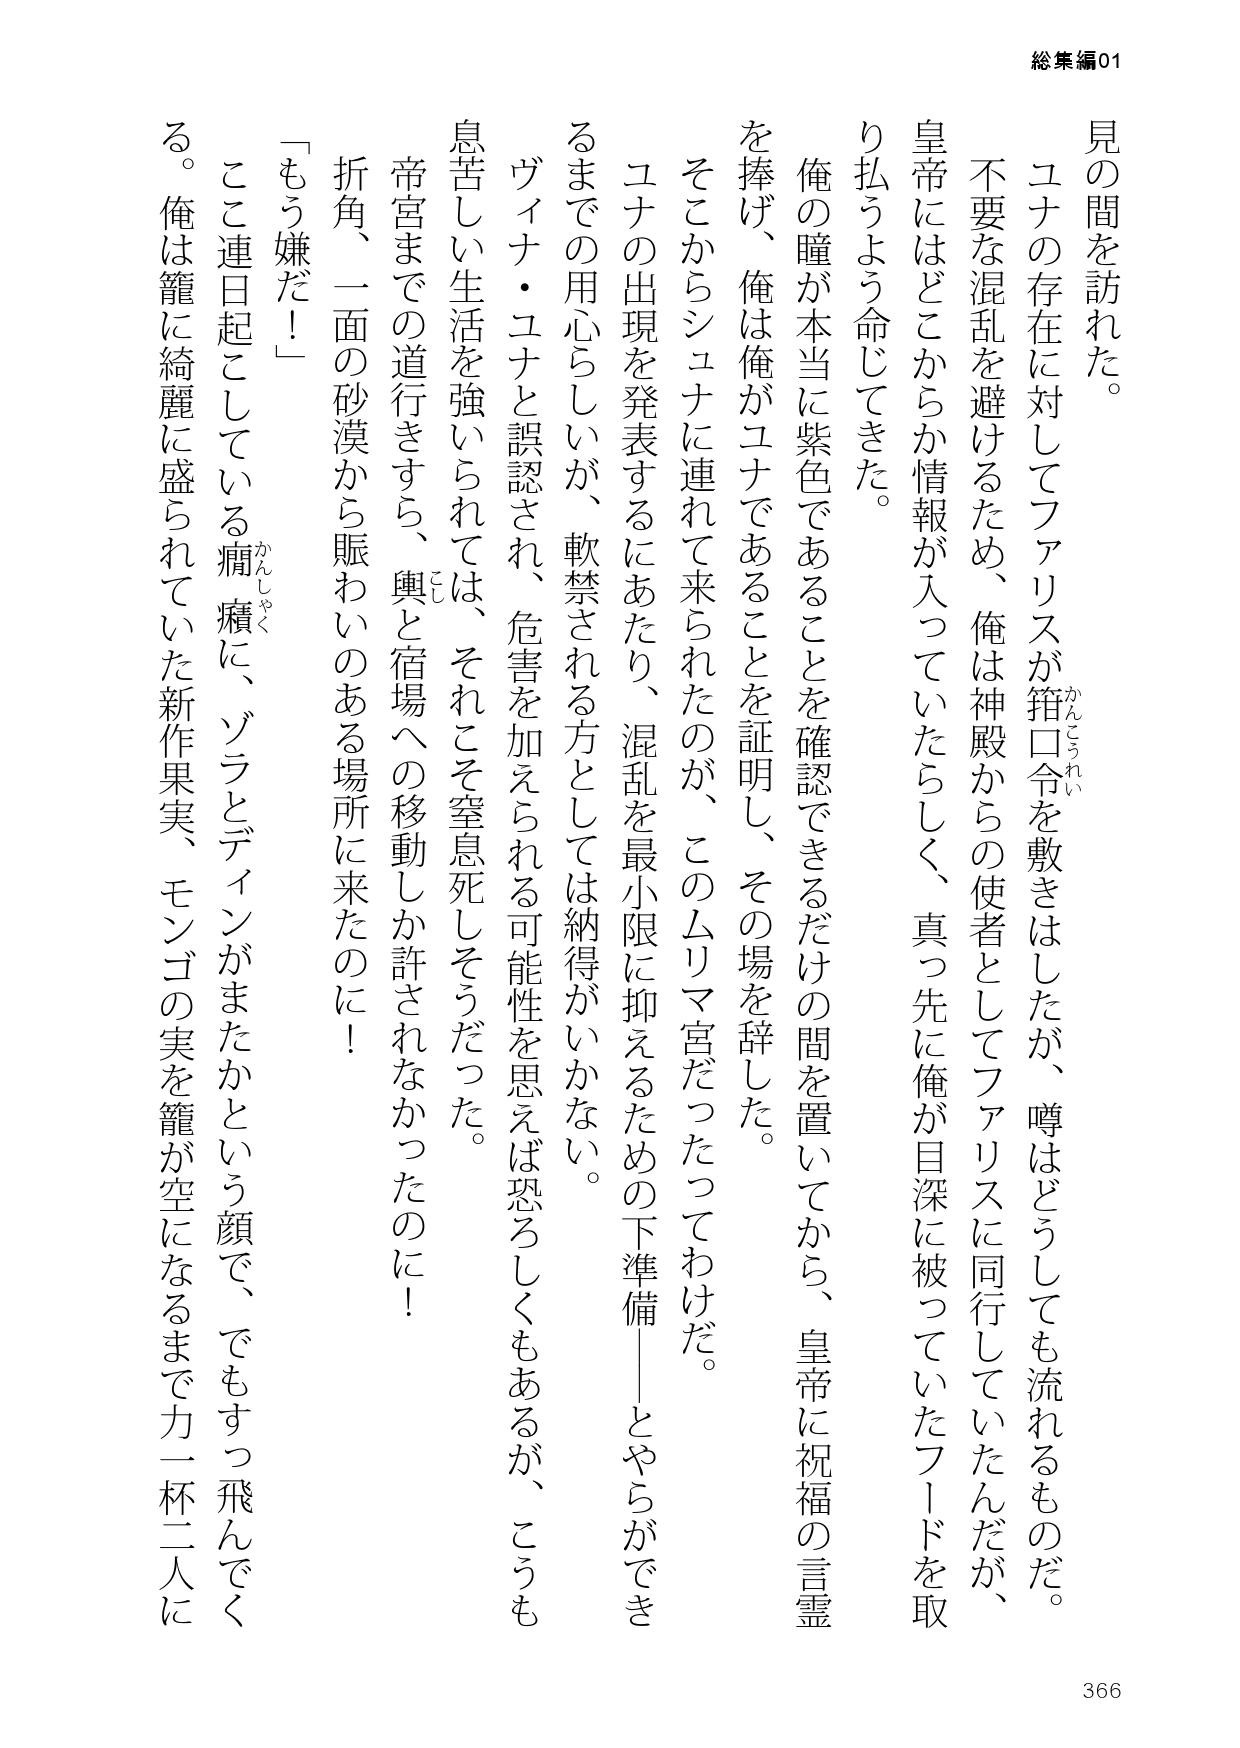 総集編01
見の間を訪れた。
ユナの存在に対してファリスが箝口令を敷きはしたが、噂はどうしても流れるものだ。
かんこうれい
不要な混乱を避けるため、俺は神殿からの使者としてファリスに同行していたんだが、
皇帝にはどこからか情報が入っていたらしく、真っ先に俺が目深に被っていたフードを取
り払うよう命じてきた。
俺の瞳が本当に紫色であることを確認できるだけの間を置いてから、皇帝に祝福の言霊
を捧げ、俺は俺がユナであることを証明し、その場を辞した。
そこからシュナに連れて来られたのが、このムリマ宮だったってわけだ。
ユナの出現を発表するにあたり、混乱を最小限に抑えるための下準備――とやらができ
るまでの用心らしいが、軟禁される方としては納得がいかない。
ヴィナ・ユナと誤認され、危害を加えられる可能性を思えば恐ろしくもあるが、こうも
息苦しい生活を強いられては、それこそ窒息死しそうだった。
帝宮までの道行きすら、輿と宿場への移動しか許されなかったのに！
こし
折角、一面の砂漠から賑わいのある場所に来たのに！
「もう嫌だ！」
ここ連日起こしている癇癪に、ゾラとディンがまたかという顔で、でもすっ飛んでく
かんしゃく
る。俺は籠に綺麗に盛られていた新作果実、モンゴの実を籠が空になるまで力一杯二人に
366